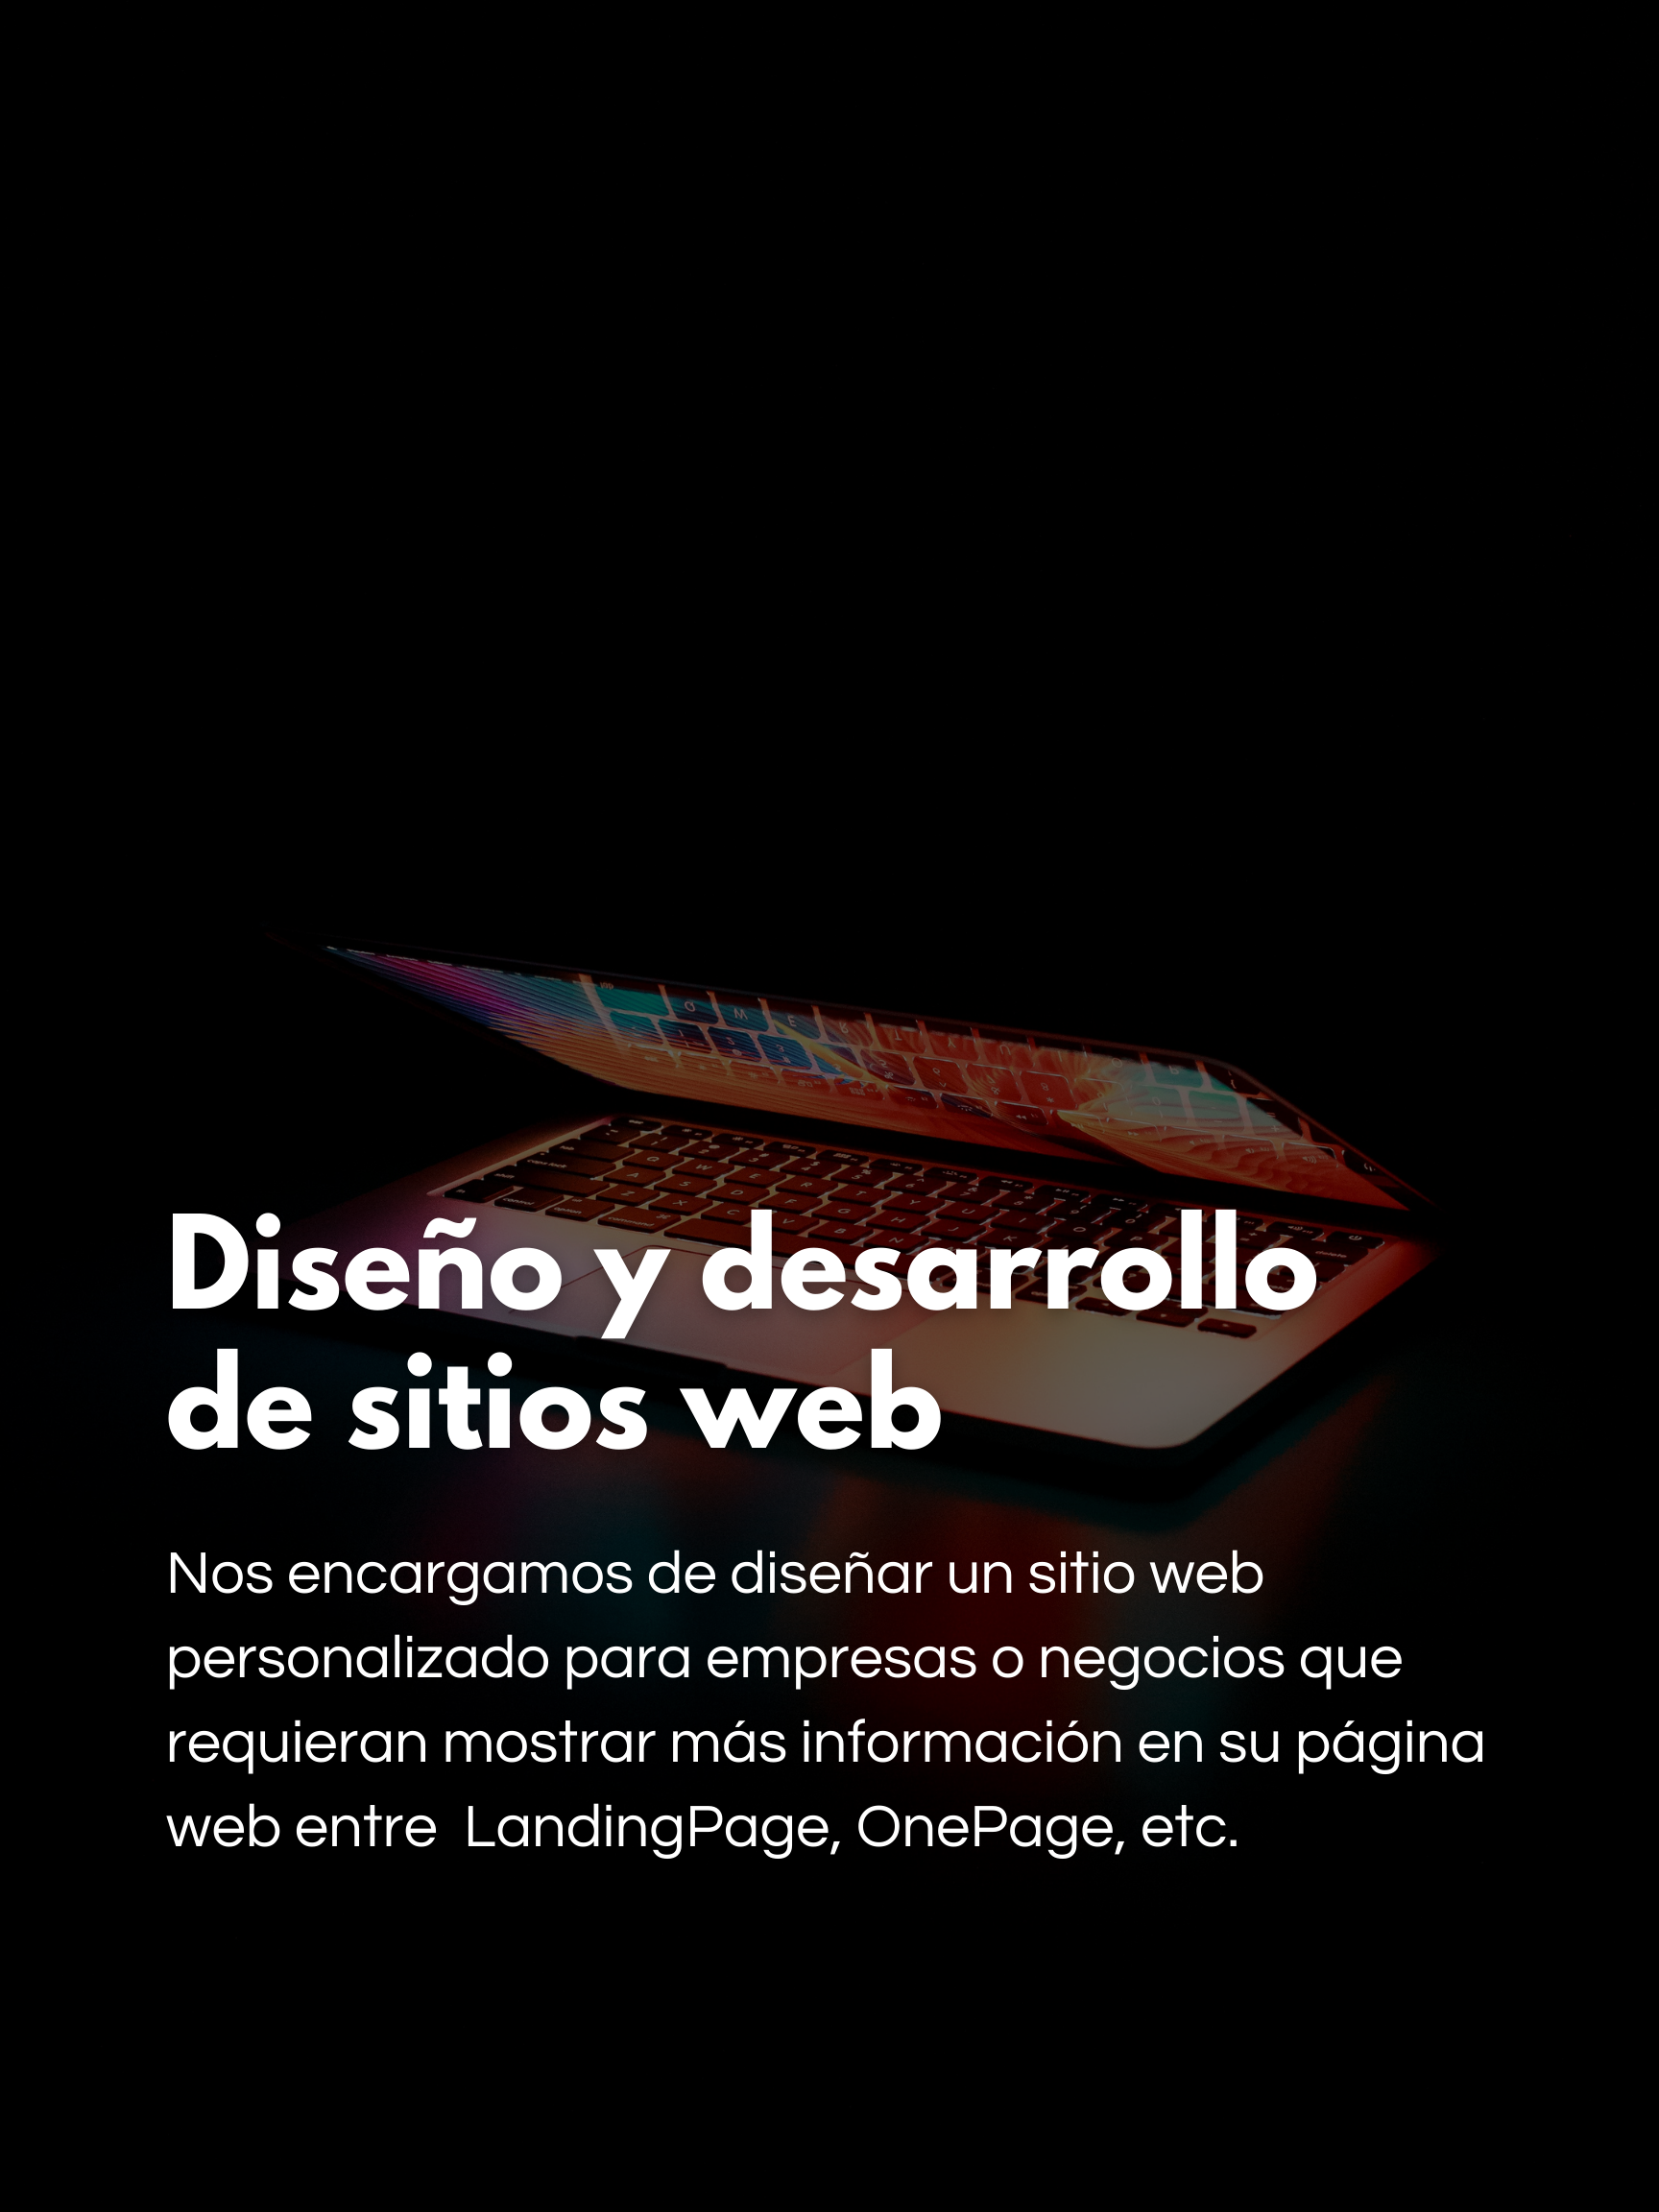 Diseño y desarrollo
de sitios web
Nos encargamos de diseñar un sitio web
personalizado para empresas o negocios que
requieran mostrar más información en su página
web entre  LandingPage, OnePage, etc.